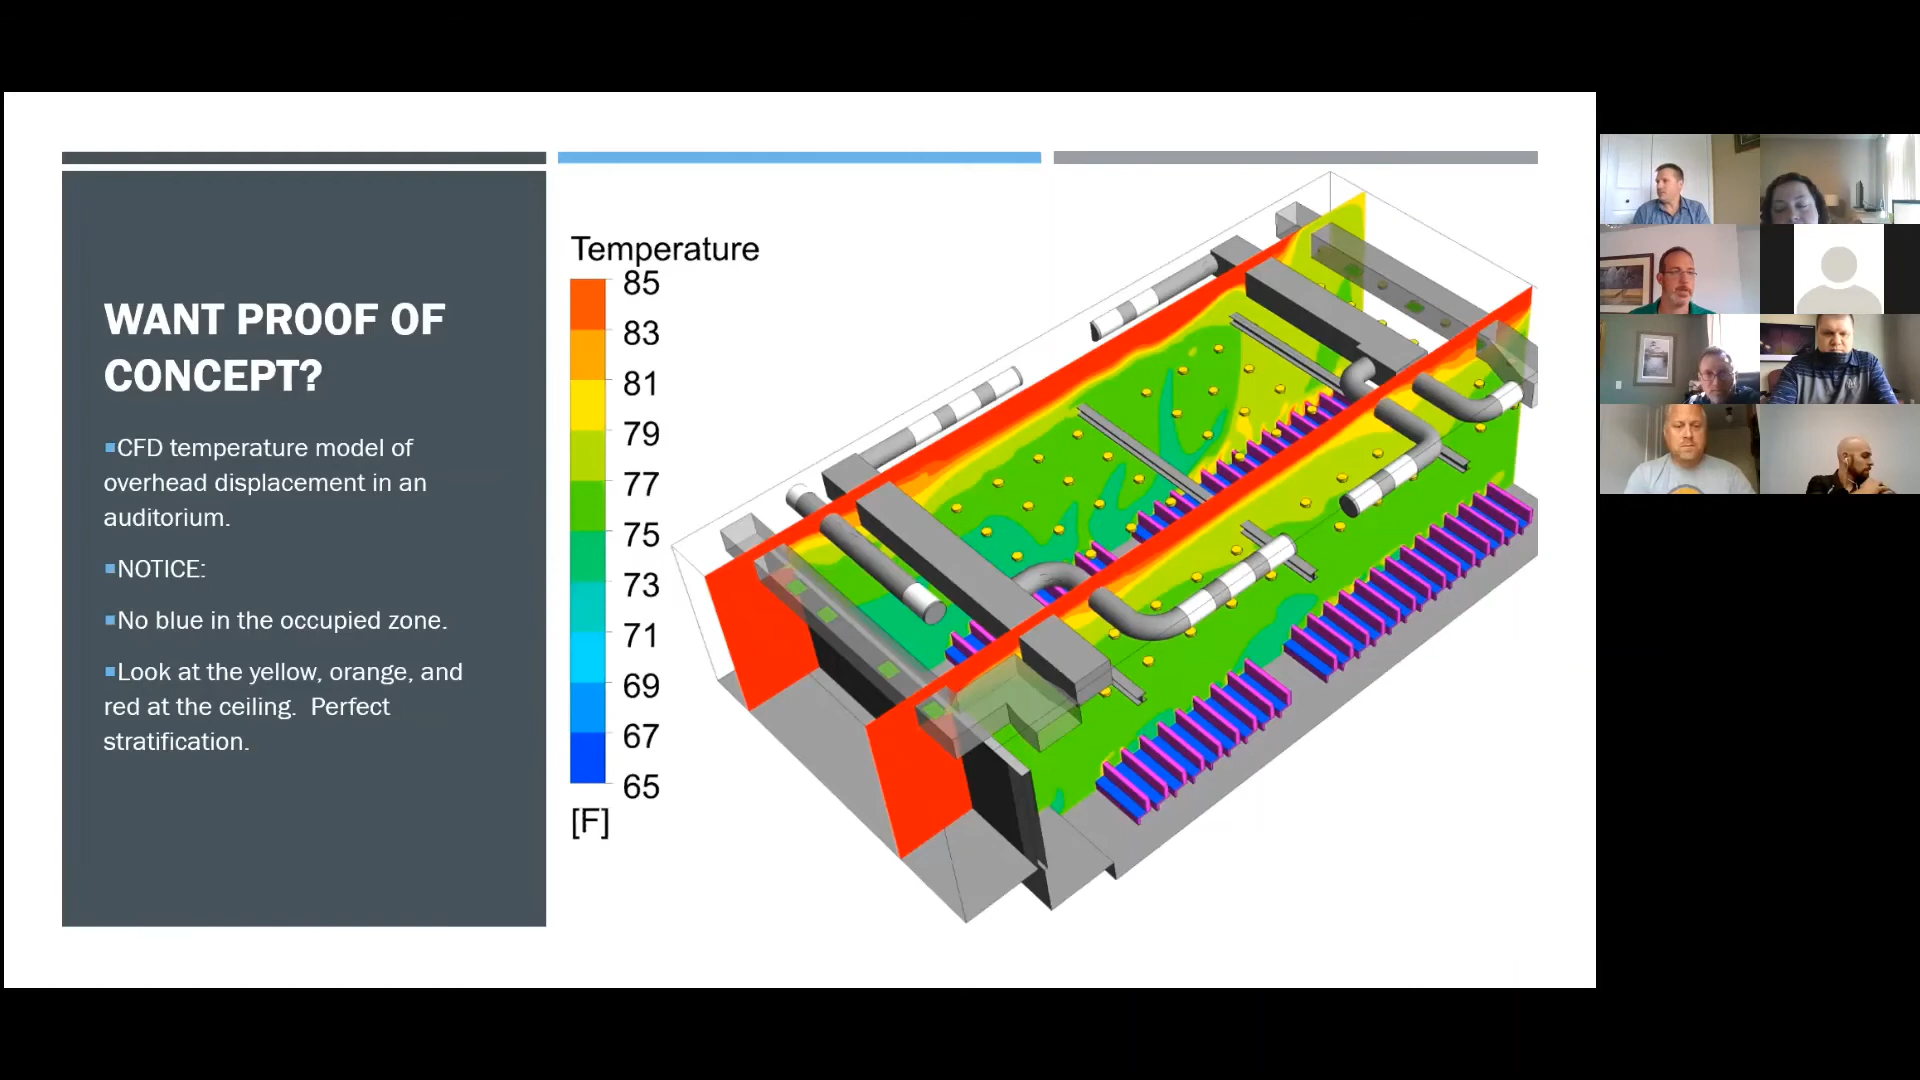 WANT PROOF OF
CONCEPT?
▪CFD temperature model of
overhead displacement in an
auditorium.
▪NOTICE:
▪No blue in the occupied zone.
▪Look at the yellow, orange, and
red at the ceiling.  Perfect
stratification.
Temperature
85
83
81
79
77
75
73
71
69
67
65
[F]